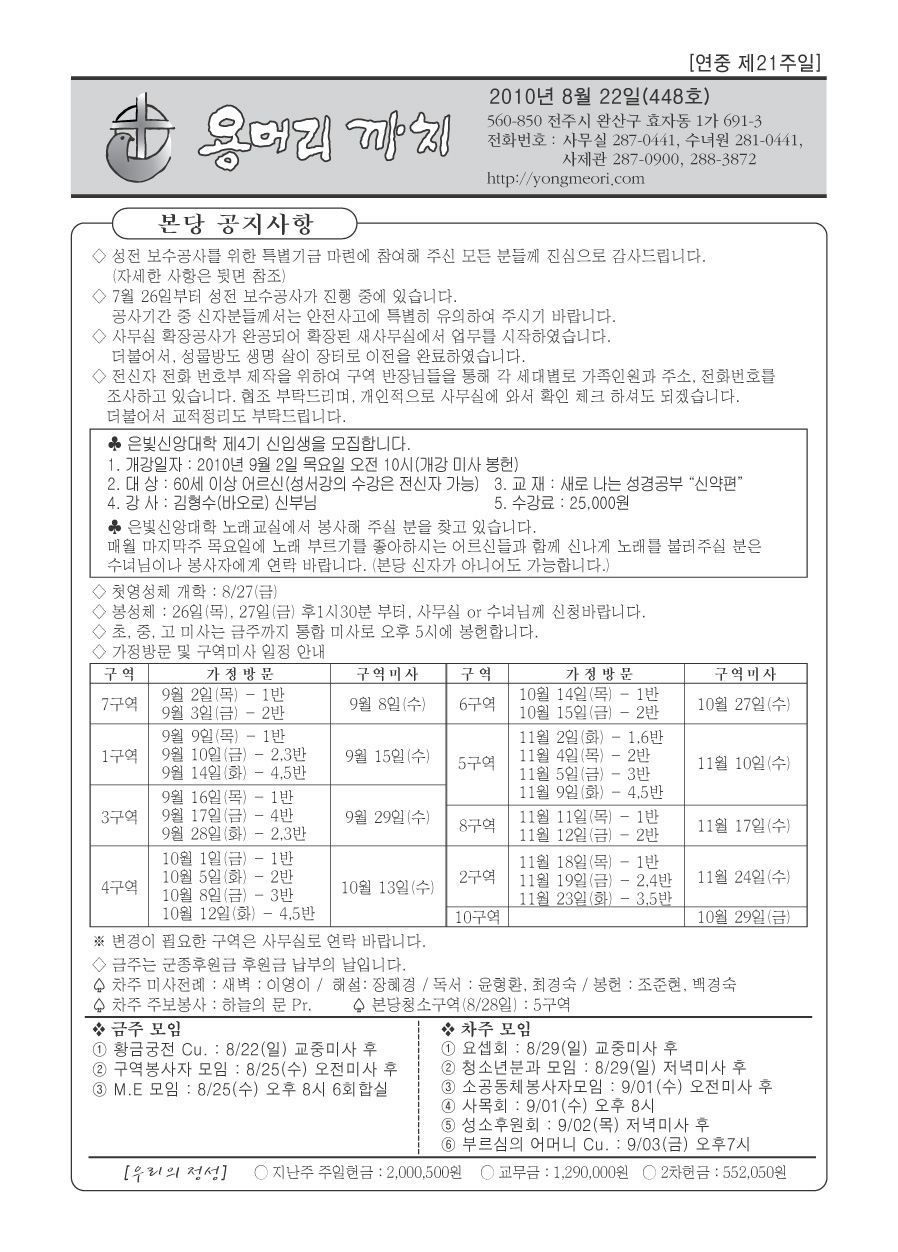 [연중 제21주일]
용머리 까치
2010년 8월 22일(448호)
560-850 전주시 완산구 효자동 1가 691-3
전화번호 : 사무실 287-0441, 수녀원 281-0441,
사제관 287-0900, 288-3872
http://yongmeori.com
본당 공지사항
◇ 성전 보수공사를 위한 특별기금 마련에 참여해 주신 모든 분들께 진심으로 감사드립니다.
(자세한 사항은 뒷면 참조)
◇ 7월 26일부터 성전 보수공사가 진행 중에 있습니다.
공사기간 중 신자분들께서는 안전사고에 특별히 유의하여 주시기 바랍니다.
◇ 사무실 확장공사가 완공되어 확장된 새사무실에서 업무를 시작하였습니다.
더불어서, 성물방도 생명 살이 장터로 이전을 완료하였습니다.
◇ 전신자 전화 번호부 제작을 위하여 구역 반장님들을 통해 각 세대별로 가족인원과 주소, 전화번호를
조사하고 있습니다. 협조 부탁드리며, 개인적으로 사무실에 와서 확인 체크 하셔도 되겠습니다.
더불어서 교적정리도 부탁드립니다.
♣ 은빛신앙대학 제4기 신입생을 모집합니다.
1. 개강일자 : 2010년 9월 2일 목요일 오전 10시(개강 미사 봉헌)
2. 대 상 : 60세 이상 어르신(성서강의 수강은 전신자 가능) 3. 교 재 : 새로 나는 성경공부 “신약편”
4. 강 사 : 김형수(바오로) 신부님 5. 수강료 : 25,000원
♣ 은빛신앙대학 노래교실에서 봉사해 주실 분을 찾고 있습니다.
매월 마지막주 목요일에 노래 부르기를 좋아하시는 어르신들과 함께 신나게 노래를 불러주실 분은
수녀님이나 봉사자에게 연락 바랍니다. (본당 신자가 아니어도 가능합니다.)
◇ 첫영성체 개학 : 8/27(금)
◇ 봉성체 : 26일(목), 27일(금) 후1시30분 부터, 사무실 or 수녀님께 신청바랍니다.
◇ 초, 중, 고 미사는 금주까지 통합 미사로 오후 5시에 봉헌합니다.
◇ 가정방문 및 구역미사 일정 안내
구 역 가 정 방 문 구역미사
7구역 9월 2일(목) - 1반
9월 3일(금) - 2반
9월 8일(수)
1구역 9월 9일(목) - 1반
9월 10일(금) - 2,3반
9월 14일(화) - 4,5반
9월 15일(수)
3구역 9월 16일(목) - 1반
9월 17일(금) - 4반
9월 28일(화) - 2,3반
9월 29일(수)
4구역 10월 1일(금) - 1반
10월 5일(화) - 2반
10월 8일(금) - 3반
10월 12일(화) - 4,5반
10월 13일(수)
구 역 가 정 방 문 구역미사
6구역 10월 14일(목) - 1반
10월 15일(금) - 2반
10월 27일(수)
5구역 11월 2일(화) - 1.6반
11월 4일(목) - 2반
11월 5일(금) - 3반
11월 9일(화) - 4,5반
11월 10일(수)
8구역 11월 11일(목) - 1반
11월 12일(금) - 2반
11월 17일(수)
2구역 11월 18일(목) - 1반
11월 19일(금) - 2,4반
11월 23일(화) - 3,5반
11월 24일(수)
10구역 10월 29일(금)
※ 변경이 필요한 구역은 사무실로 연락 바랍니다.
◇ 금주는 군종후원금 후원금 납부의 날입니다.
♤ 차주 미사전례 : 새벽 : 이영이 / 해설: 장혜경 / 독서 : 윤형환, 최경숙 / 봉헌 : 조준현, 백경숙
♤ 차주 주보봉사 : 하늘의 문 Pr. ♤ 본당청소구역(8/28일) : 5구역
❖ 금주 모임
① 황금궁전 Cu. : 8/22(일) 교중미사 후
② 구역봉사자 모임 : 8/25(수) 오전미사 후
③ M.E 모임 : 8/25(수) 오후 8시 6회합실
❖ 차주 모임
① 요셉회 : 8/29(일) 교중미사 후
② 청소년분과 모임 : 8/29(일) 저녁미사 후
③ 소공동체봉사자모임 : 9/01(수) 오전미사 후
④ 사목회 : 9/01(수) 오후 8시
⑤ 성소후원회 : 9/02(목) 저녁미사 후
⑥ 부르심의 어머니 Cu. : 9/03(금) 오후7시
[우리의 정성] ○ 지난주 주일헌금 : 2,000,500원 ○ 교무금 : 1,290,000원 ○ 2차헌금 : 552,050원